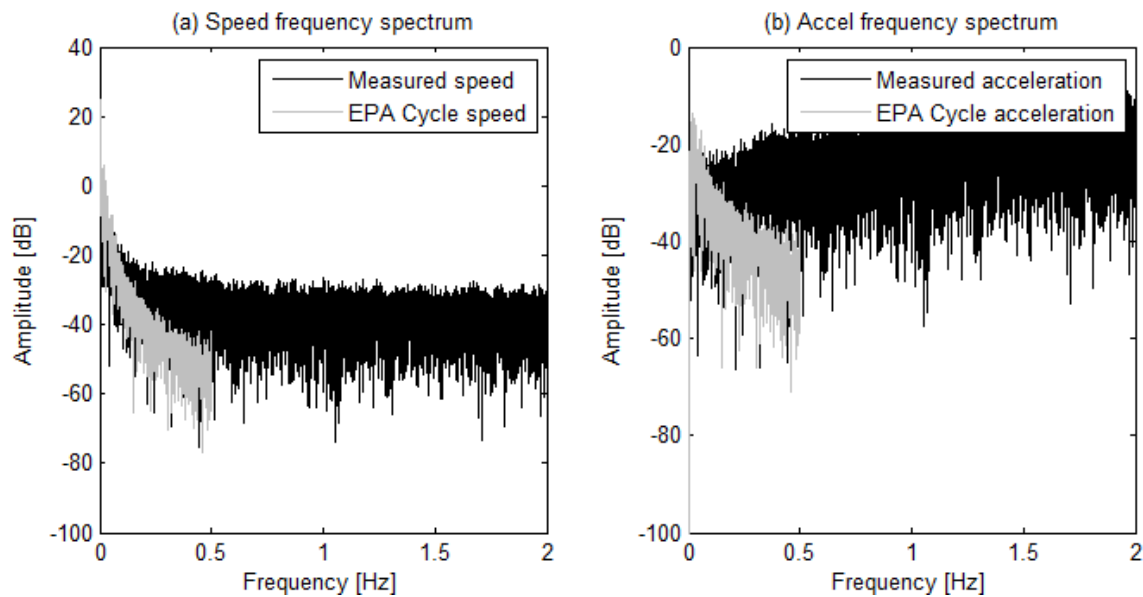 (a) Speed frequency spectrum
40
20
0
-20
-40
-60
-80
-100
Amplitude [dB]
Measured speed
EPA Cycle speed
0
0.5
1
1.5
2
Frequency [Hz]
(b) Accel frequency spectrum
0
-20
-40
-60
-80
-100
Amplitude [dB]
Measured acceleration
EPA Cycle acceleration
0
0.5
1
1.5
2
Frequency [Hz]